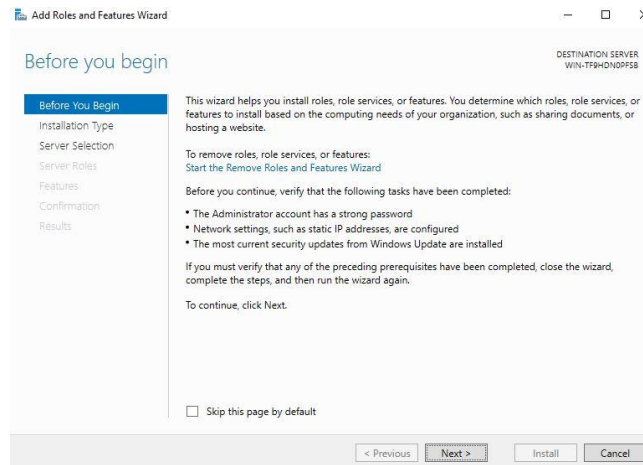 Add Roles and Features Wizard
Before you begin
DESTINATION SERVER
WIN-TF9HDN0PFSB
Before You Begin
Installation Type
Server Selection
Server Roles
Features
Confirmation
Results
This wizard helps you install roles, role services, or features. You determine which roles, role services, or
features to install based on the computing needs of your organization, such as sharing documents, or
hosting a website.
To remove roles, role services, or features:
Start the Remove Roles and Features Wizard
Before you continue, verify that the following tasks have been completed:
• The Administrator account has a strong password
• Network settings, such as static IP addresses, are configured
• The most current security updates from Windows Update are installed
If you must verify that any of the preceding prerequisites have been completed, close the wizard,
complete the steps, and then run the wizard again.
To continue, click Next.
Skip this page by default
< Previous
Next >
Install
Cancel